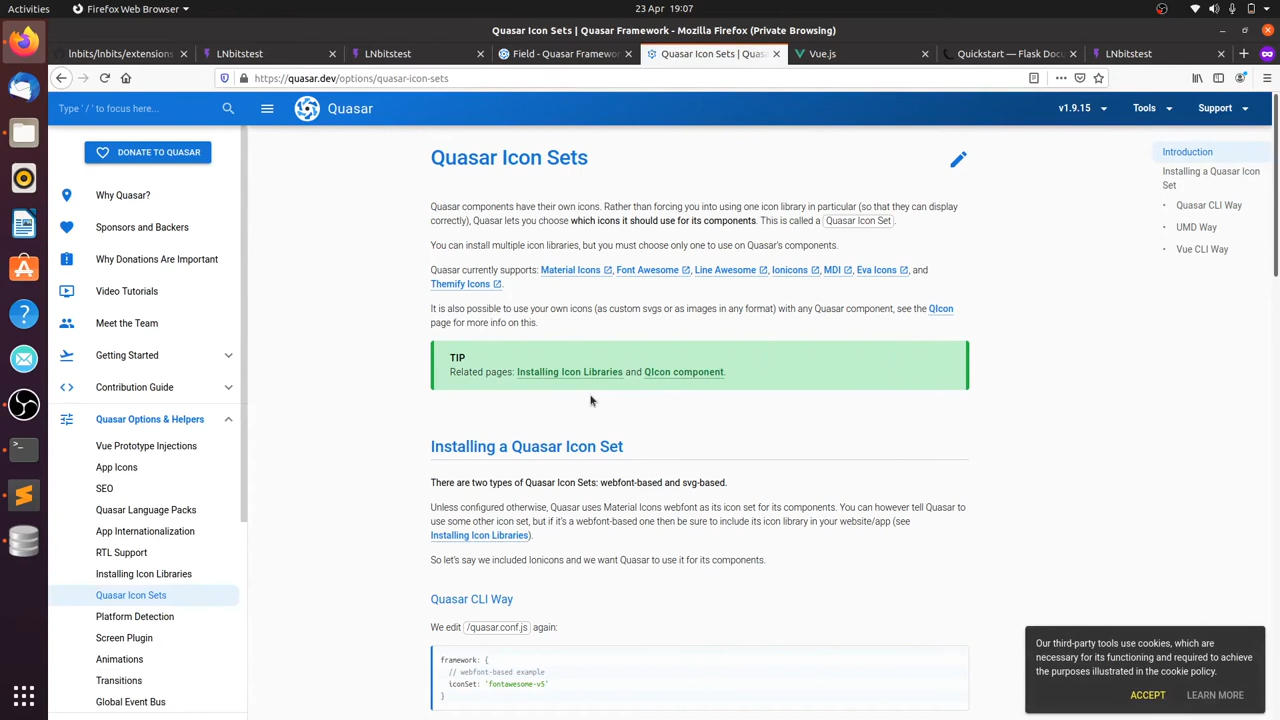 Activities
Firefox Web Browser
23 Apr 19:07
Quasar Icon Sets | Quasar Framework - Mozilla Firefox (Private Browsing)
lnbits/lnbits/extensions
LNbitstest
LNbitstest
Field - Quasar Framework
Quasar Icon Sets | Quasar
Vue.js
Quickstart — Flask Docu
LNbitstest
https://quasar.dev/options/quasar-icon-sets
Type ' / ' to focus here...
Quasar
v1.9.15
Tools
Support
DONATE TO QUASAR
Why Quasar?
Sponsors and Backers
Why Donations Are Important
Video Tutorials
Meet the Team
Getting Started
Contribution Guide
Quasar Options & Helpers
Vue Prototype Injections
App Icons
SEO
Quasar Language Packs
App Internationalization
RTL Support
Installing Icon Libraries
Quasar Icon Sets
Platform Detection
Screen Plugin
Animations
Transitions
Global Event Bus
Quasar Icon Sets
Quasar components have their own icons. Rather than forcing you into using one icon library in particular (so that they can display
correctly), Quasar lets you choose which icons it should use for its components. This is called a Quasar Icon Set.
You can install multiple icon libraries, but you must choose only one to use on Quasar's components.
Quasar currently supports: Material Icons, Font Awesome, Line Awesome, Ionicons, MDI, Eva Icons, and
Themify Icons.
It is also possible to use your own icons (as custom svgs or as images in any format) with any Quasar component, see the QIcon
page for more info on this.
TIP
Related pages: Installing Icon Libraries and QIcon component.
Installing a Quasar Icon Set
There are two types of Quasar Icon Sets: webfont-based and svg-based.
Unless configured otherwise, Quasar uses Material Icons webfont as its icon set for its components. You can however tell Quasar to
use some other icon set, but if it's a webfont-based one then be sure to include its icon library in your website/app (see
Installing Icon Libraries).
So let's say we included Ionicons and we want Quasar to use it for its components.
Quasar CLI Way
We edit /quasar.conf.js again:
framework: {
// webfont-based example
iconSet: 'fontawesome-v5'
}
Introduction
Installing a Quasar Icon
Set
Quasar CLI Way
UMD Way
Vue CLI Way
Our third-party tools use cookies, which are
necessary for its functioning and required to achieve
the purposes illustrated in the cookie policy.
ACCEPT
LEARN MORE